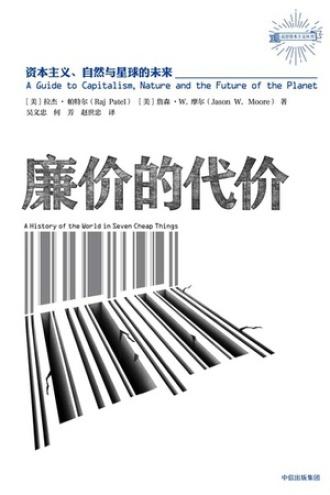 资本主义、自然与星球的未来
A Guide to Capitalism, Nature and the Future of the Planet
［美］拉杰・帕特尔（Raj Patel） ［美］詹森・W. 摩尔（Jason W. Moore） 著
吴文忠 何芳 赵世忠 译
廉价的代价
A History of the World in Seven Cheap Things
中信出版集团